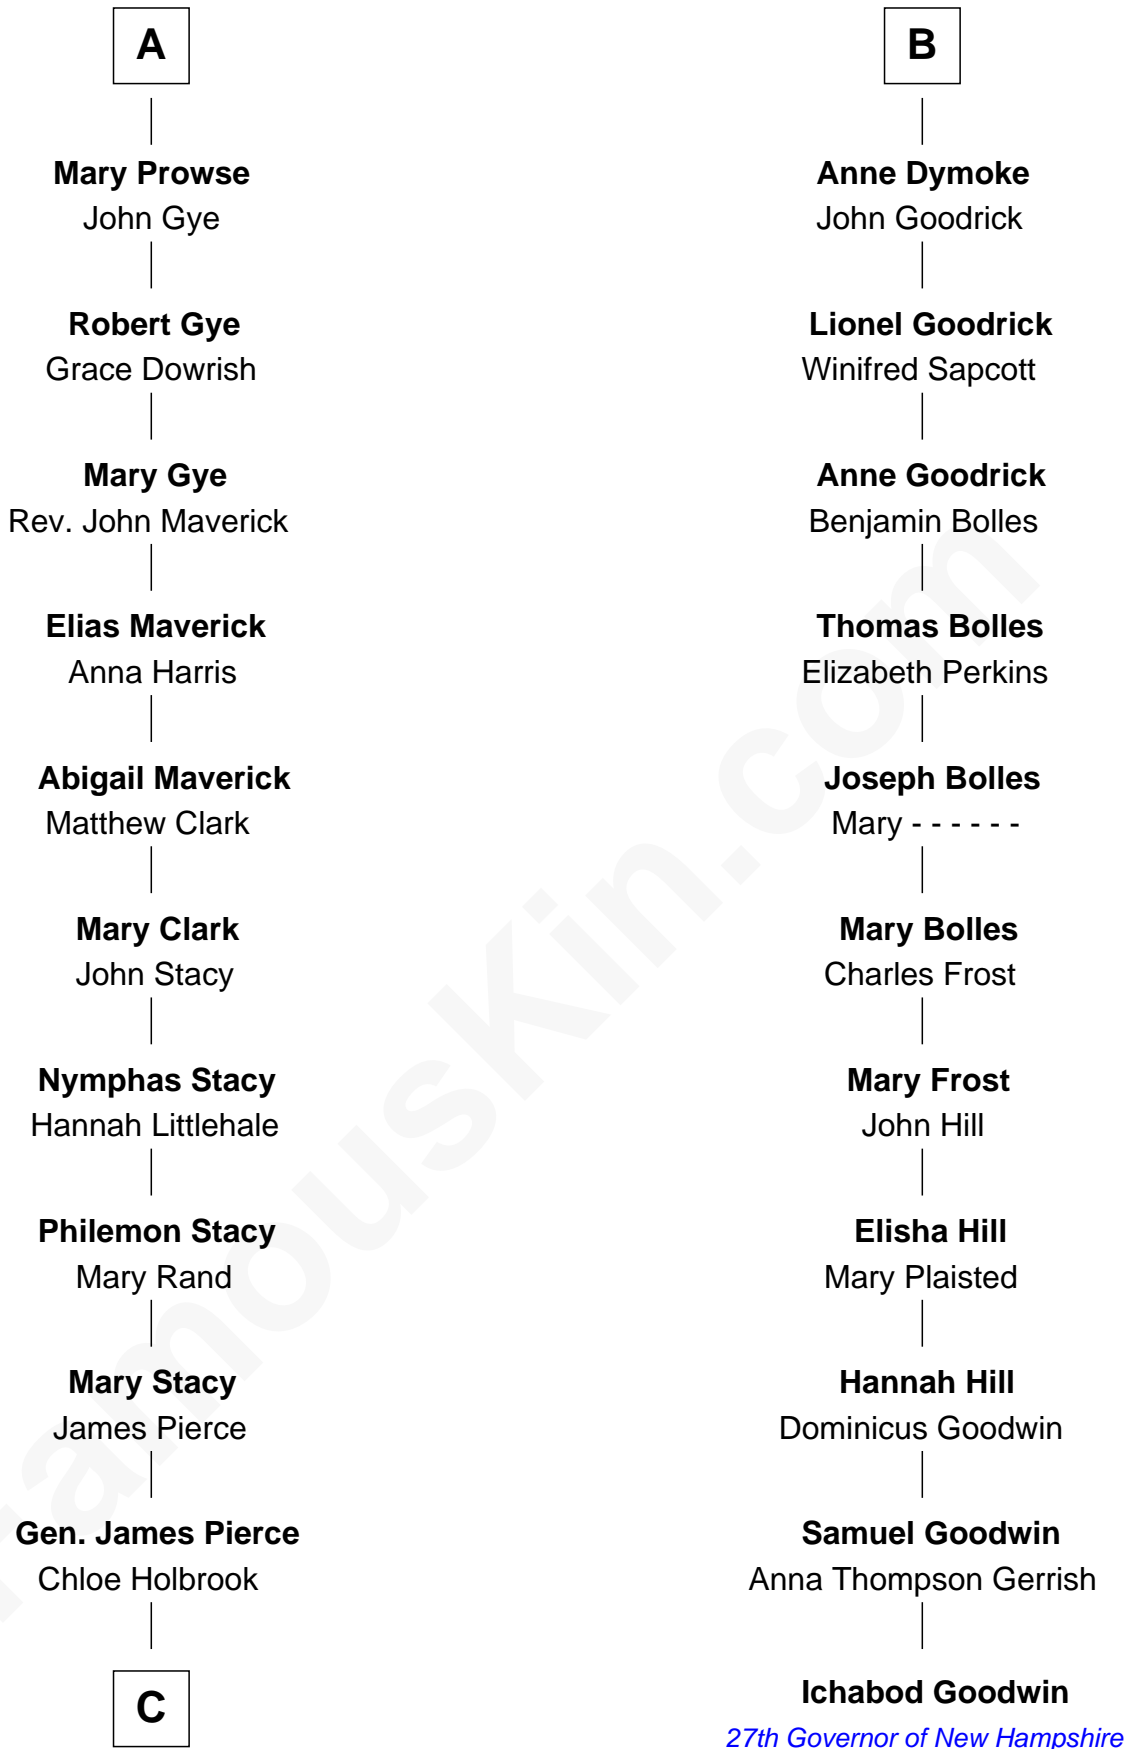 A
Mary Prowse
John Gye
Robert Gye
Grace Dowrish
Mary Gye
Rev. John Maverick
Elias Maverick
Anna Harris
Abigail Maverick
Matthew Clark
Mary Clark
John Stacy
Nymphas Stacy
Hannah Littlehale
Philemon Stacy
Mary Rand
Mary Stacy
James Pierce
Gen. James Pierce
Chloe Holbrook
C
B
Anne Dymoke
John Goodrick
Lionel Goodrick
Winifred Sapcott
Anne Goodrick
Benjamin Bolles
Thomas Bolles
Elizabeth Perkins
Joseph Bolles
Mary - - - - - -
Mary Bolles
Charles Frost
Mary Frost
John Hill
Elisha Hill
Mary Plaisted
Hannah Hill
Dominicus Goodwin
Samuel Goodwin
Anna Thompson Gerrish
Ichabod Goodwin
27th Governor of New Hampshire
FamousKin.com